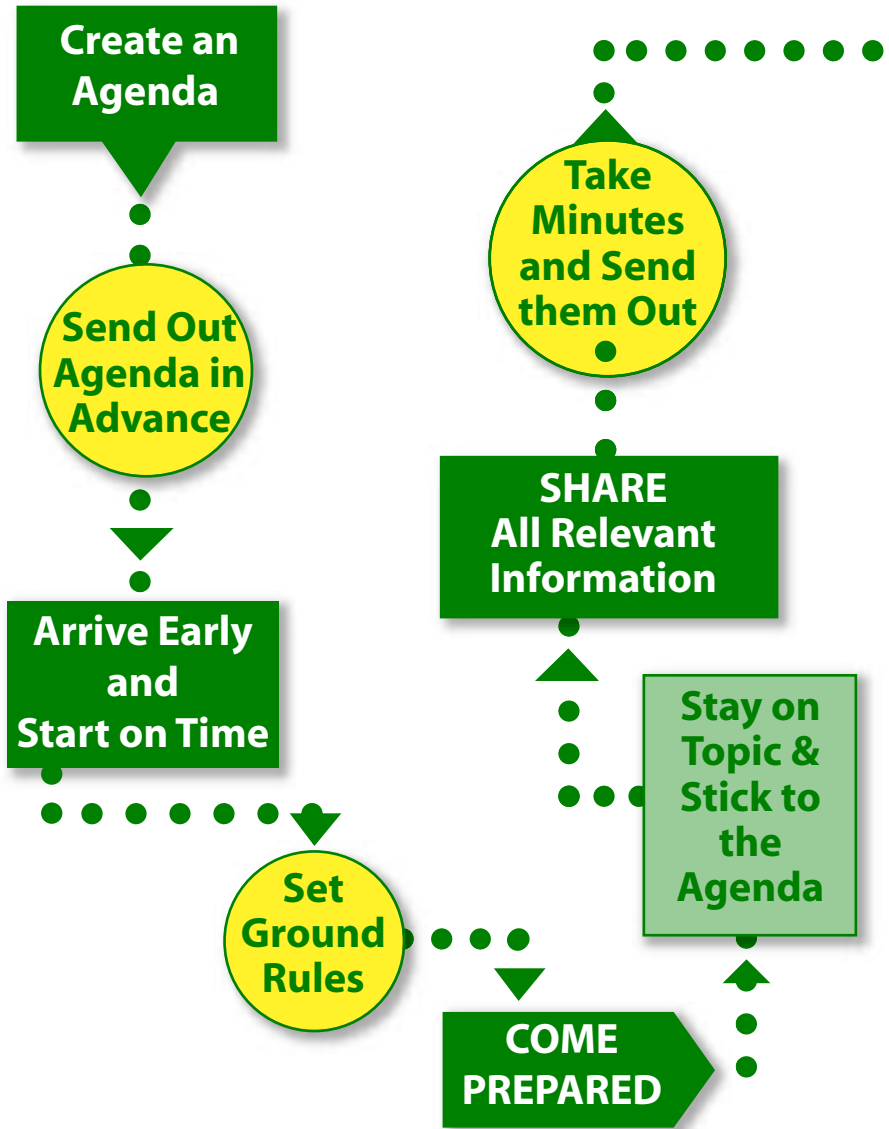 Create an
Agenda
Send Out
Agenda in
Advance
Arrive Early
and
Start on Time
Set
Ground
Rules
COME
PREPARED
Stay on
Topic &
Stick to
the
Agenda
SHARE
All Relevant
Information
Take
Minutes
and Send
them Out